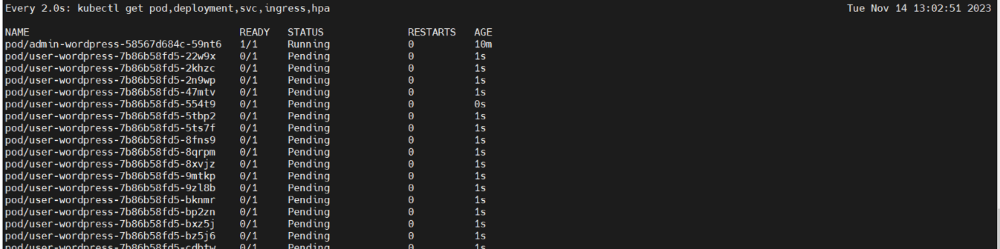 Every 2.0s: kubectl get pod,deployment,svc,ingress,hpa Tue Nov 14 13:02:51 2023
NAME READY STATUS RESTARTS AGE
pod/admin-wordpress-58567d684c-59nt6 1/1 Running 0 10m
pod/user-wordpress-7b86b58fd5-22w9x 0/1 Pending 0 1s
pod/user-wordpress-7b86b58fd5-2khzc 0/1 Pending 0 1s
pod/user-wordpress-7b86b58fd5-2n9wp 0/1 Pending 0 1s
pod/user-wordpress-7b86b58fd5-47mtv 0/1 Pending 0 1s
pod/user-wordpress-7b86b58fd5-554t9 0/1 Pending 0 0s
pod/user-wordpress-7b86b58fd5-5tbp2 0/1 Pending 0 1s
pod/user-wordpress-7b86b58fd5-5ts7f 0/1 Pending 0 1s
pod/user-wordpress-7b86b58fd5-8fns9 0/1 Pending 0 1s
pod/user-wordpress-7b86b58fd5-8qrpm 0/1 Pending 0 1s
pod/user-wordpress-7b86b58fd5-8xvjz 0/1 Pending 0 1s
pod/user-wordpress-7b86b58fd5-9mtkp 0/1 Pending 0 1s
pod/user-wordpress-7b86b58fd5-9zl8b 0/1 Pending 0 1s
pod/user-wordpress-7b86b58fd5-bknmr 0/1 Pending 0 1s
pod/user-wordpress-7b86b58fd5-bp2zn 0/1 Pending 0 1s
pod/user-wordpress-7b86b58fd5-bxz5j 0/1 Pending 0 1s
pod/user-wordpress-7b86b58fd5-bz5j6 0/1 Pending 0 1s
0/1 Pending 0 1s